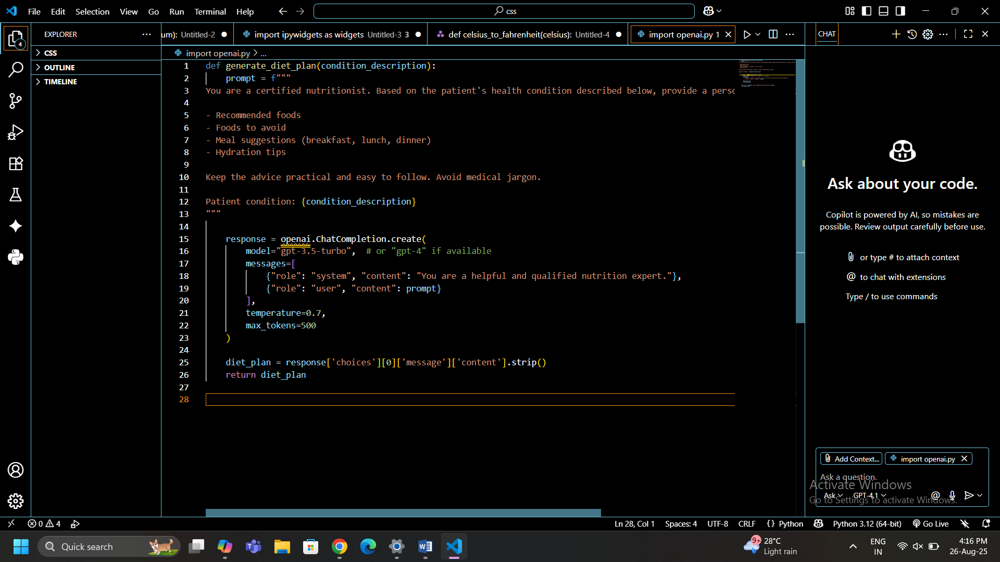 File Edit Selection View Go Run Terminal Help
css
EXPLORER
um): Untitled-2
import ipywidgets as widgets Untitled-3 3
def celsius_to_fahrenheit(celsius): Untitled-4
import openai.py 1
CHAT
4
CSS
OUTLINE
TIMELINE
import openai.py > ...
1 def generate_diet_plan(condition_description):
2 prompt = f"""
3 You are a certified nutritionist. Based on the patient's health condition described below, provide a perso
4
5 - Recommended foods
6 - Foods to avoid
7 - Meal suggestions (breakfast, lunch, dinner)
8 - Hydration tips
9
10 Keep the advice practical and easy to follow. Avoid medical jargon.
11
12 Patient condition: {condition_description}
13 """
14
15 response = openai.ChatCompletion.create(
16 model="gpt-3.5-turbo", # or "gpt-4" if available
17 messages=[
18 {"role": "system", "content": "You are a helpful and qualified nutrition expert."},
19 {"role": "user", "content": prompt}
20 ],
21 temperature=0.7,
22 max_tokens=500
23 )
24
25 diet_plan = response['choices'][0]['message']['content'].strip()
26 return diet_plan
27
28
Ask about your code.
Copilot is powered by AI, so mistakes are
possible. Review output carefully before use.
or type # to attach context
@ to chat with extensions
Type / to use commands
Add Context...
import openai.py
Ask a question.
Activate Windows
Ask GPT-4.1
Go to Settings to activate Windows.
0 4
Ln 28, Col 1 Spaces: 4 UTF-8 CRLF {} Python Python 3.12 (64-bit) Go Live
Quick search
9+ 28°C
Light rain
ENG
IN
4:16 PM
26-Aug-25